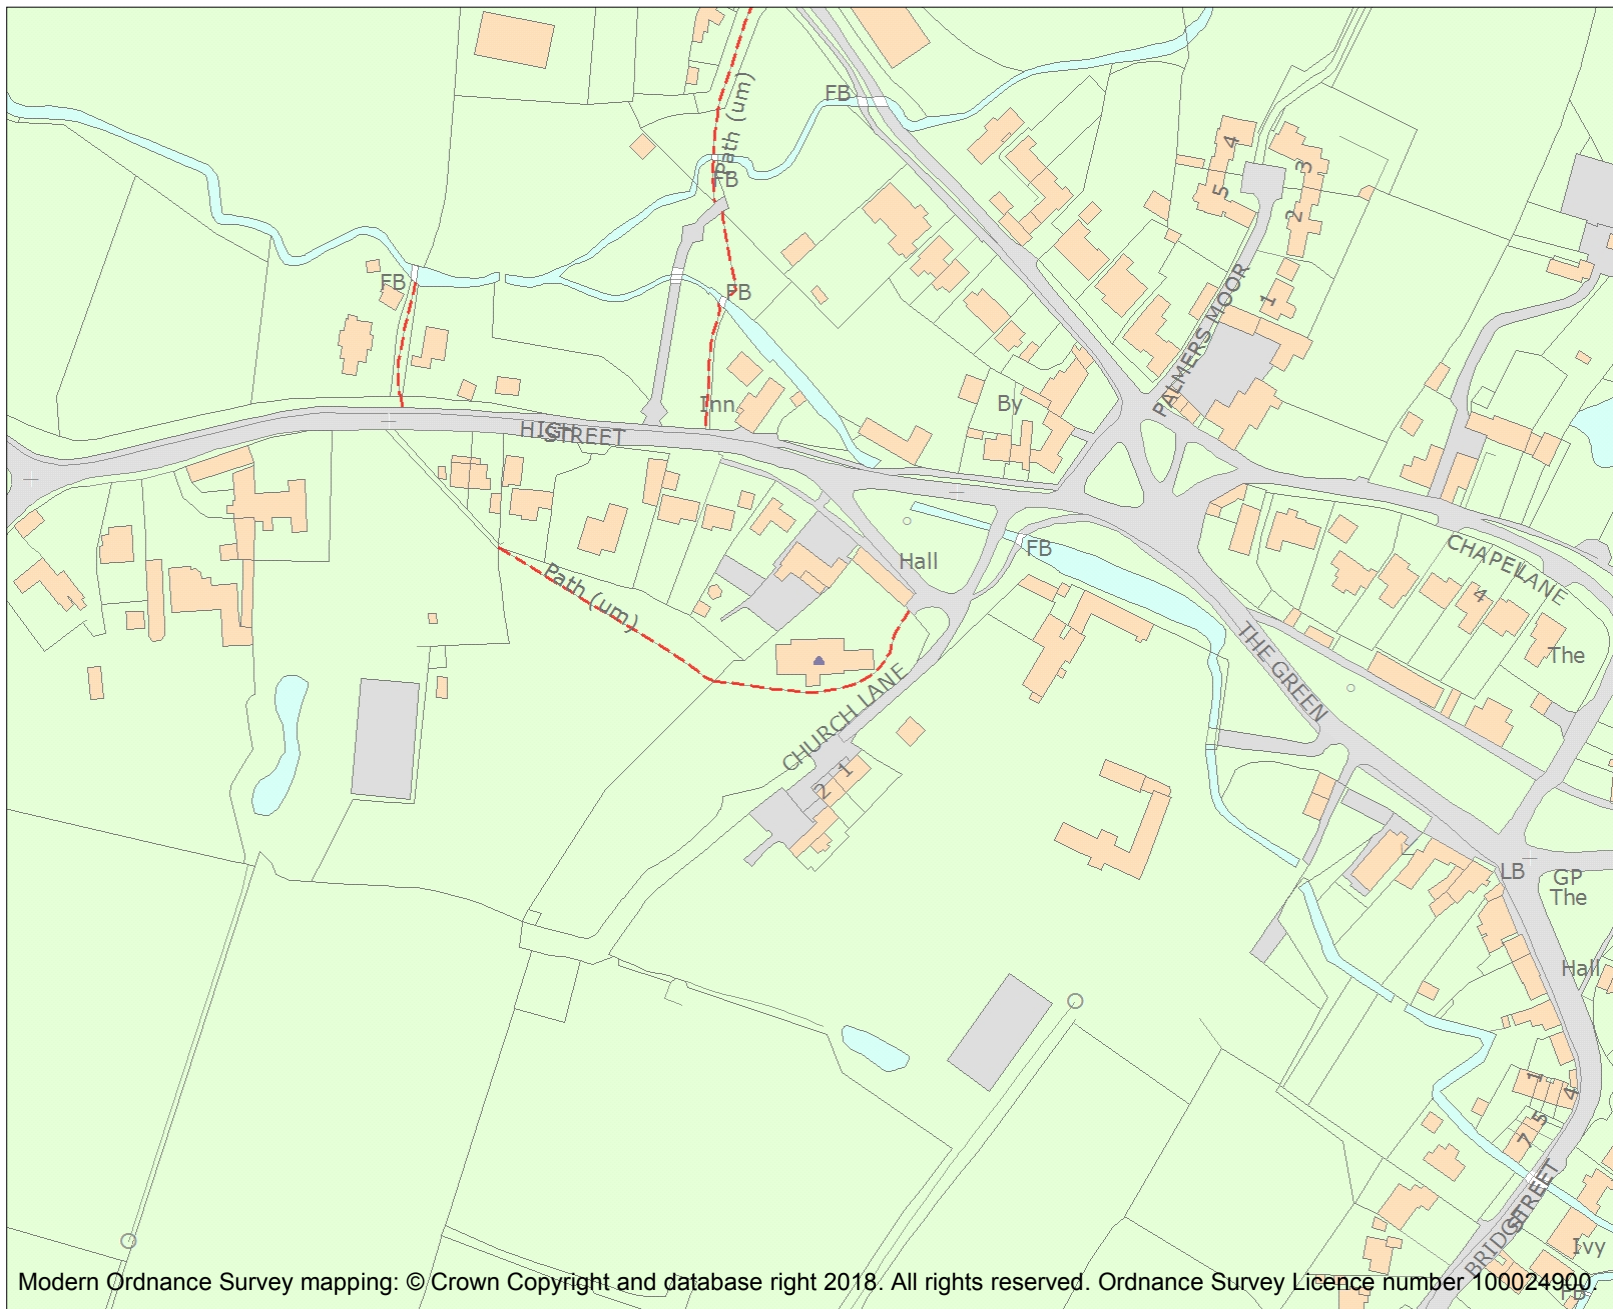 FB
Path (um)
FB
4
3
5
2
FB
FB
1
PALMERS MOOR
Inn
By
HIGH STREET
Hall
FB
CHAPEL LANE
Path (um)
4
THE GREEN
The
CHURCH LANE
1
2
LB
GP
The
Hall
1
4
5
7
BRIDGE STREET
Ivy
FB
Modern Ordnance Survey mapping: © Crown Copyright and database right 2018. All rights reserved. Ordnance Survey Licence number 100024900.